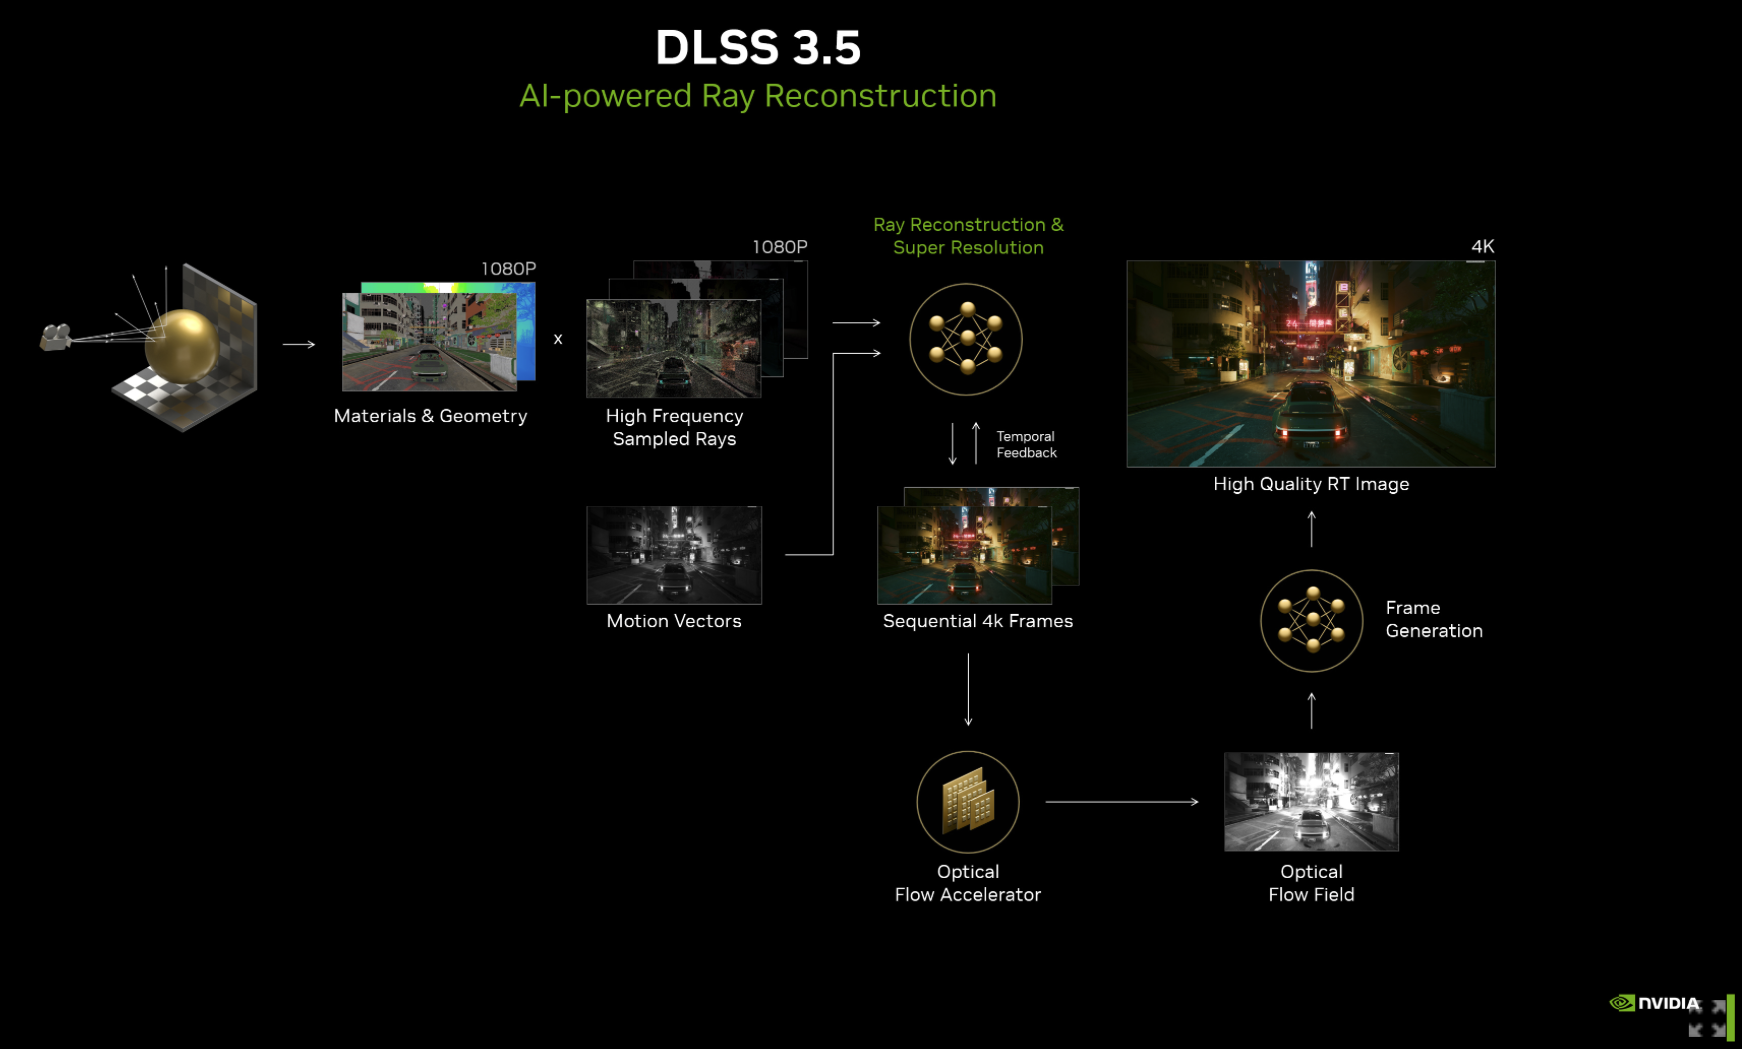 DLSS 3.5
AI-powered Ray Reconstruction
1080P
Materials & Geometry
x
1080P
High Frequency
Sampled Rays
Motion Vectors
Ray Reconstruction &
Super Resolution
Temporal
Feedback
Sequential 4k Frames
Optical
Flow Accelerator
Optical
Flow Field
Frame
Generation
4K
High Quality RT Image
NVIDIA